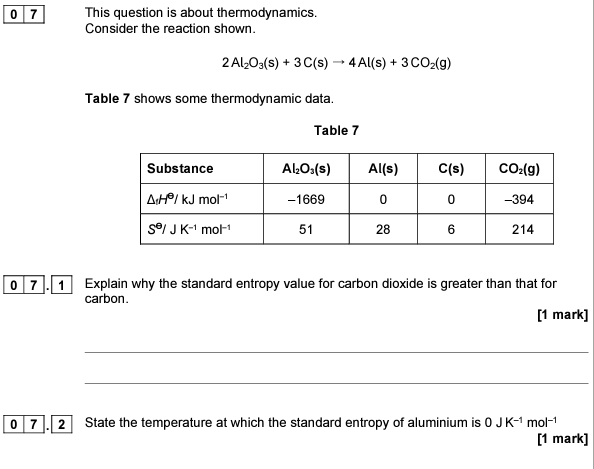 0 7 This question is about thermodynamics.
Consider the reaction shown.
2 Al₂O₃(s) + 3 C(s) → 4 Al(s) + 3 CO₂(g)
Table 7 shows some thermodynamic data.
Table 7
Substance Al₂O₃(s) Al(s) C(s) CO₂(g)
ΔfH⦵/ kJ mol⁻¹ –1669 0 0 –394
S⦵/ J K⁻¹ mol⁻¹ 51 28 6 214
0 7 . 1 Explain why the standard entropy value for carbon dioxide is greater than that for
carbon.
[1 mark]
0 7 . 2 State the temperature at which the standard entropy of aluminium is 0 J K⁻¹ mol⁻¹
[1 mark]